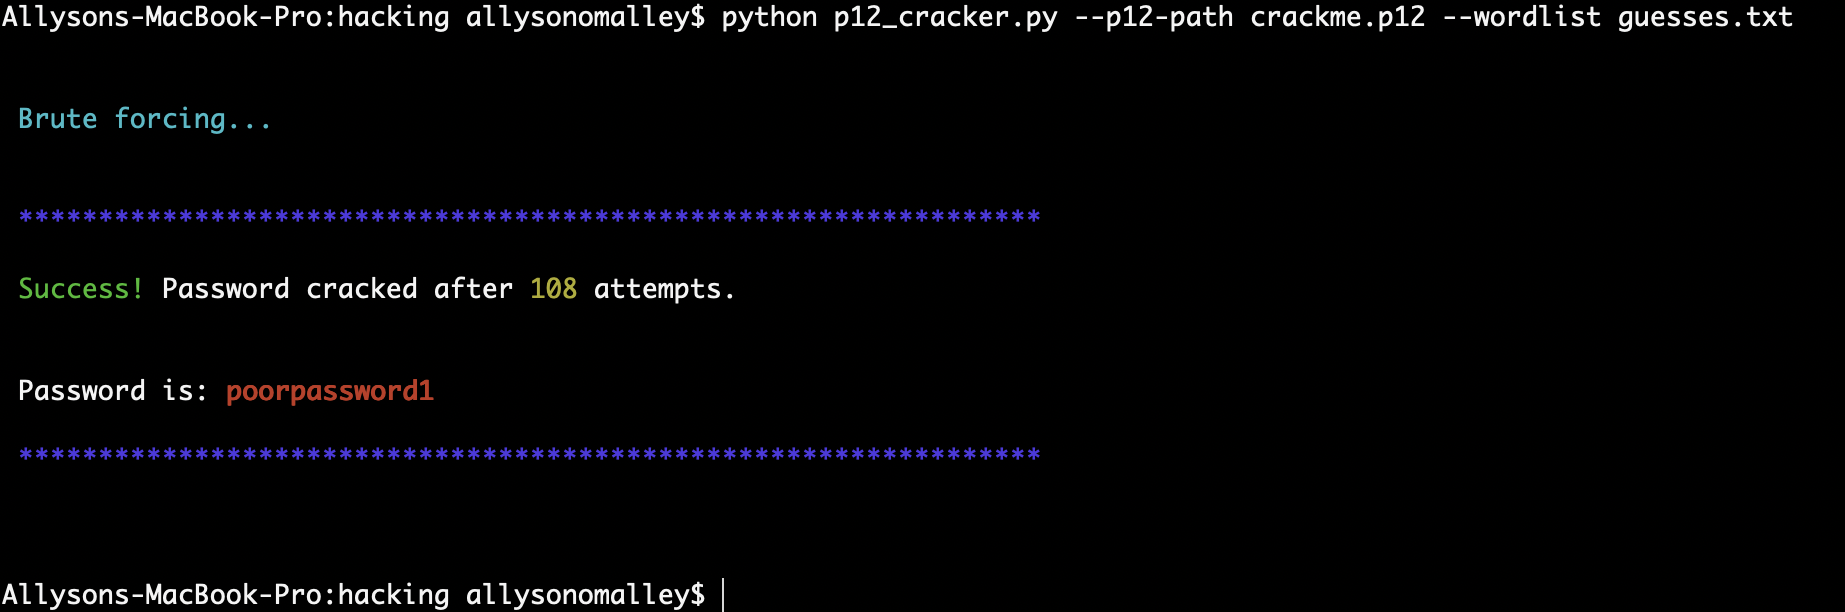 Allysons-MacBook-Pro:hacking allysonomalley$ python p12_cracker.py --p12-path crackme.p12 --wordlist guesses.txt
Brute forcing...
****************************************************************
Success! Password cracked after 108 attempts.
Password is: poorpassword1
****************************************************************
Allysons-MacBook-Pro:hacking allysonomalley$